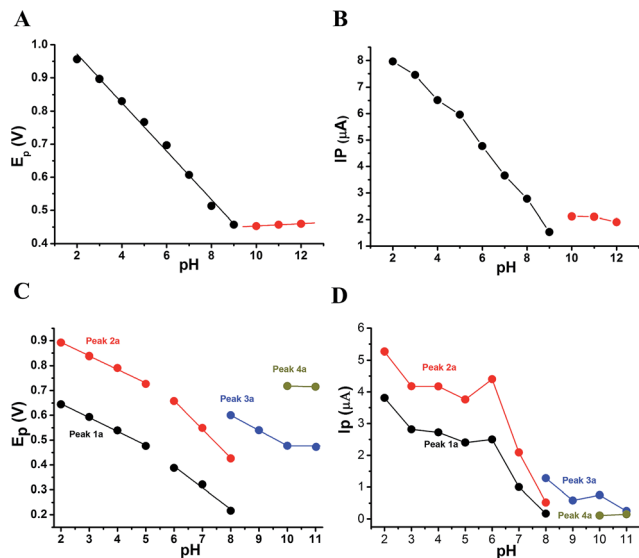 A
1.0
0.9
0.8
0.7
0.6
0.5
0.4
Ep (V)
2 4 6 8 10 12
pH
B
8
7
6
5
4
3
2
1
IP (μA)
2 4 6 8 10 12
pH
C
0.9
0.8
0.7
0.6
0.5
0.4
0.3
0.2
Ep (V)
Peak 2a
Peak 1a
Peak 3a
Peak 4a
2 3 4 5 6 7 8 9 10 11
pH
D
6
5
4
3
2
1
0
Ip (μA)
Peak 2a
Peak 1a
Peak 3a
Peak 4a
2 3 4 5 6 7 8 9 10 11
pH